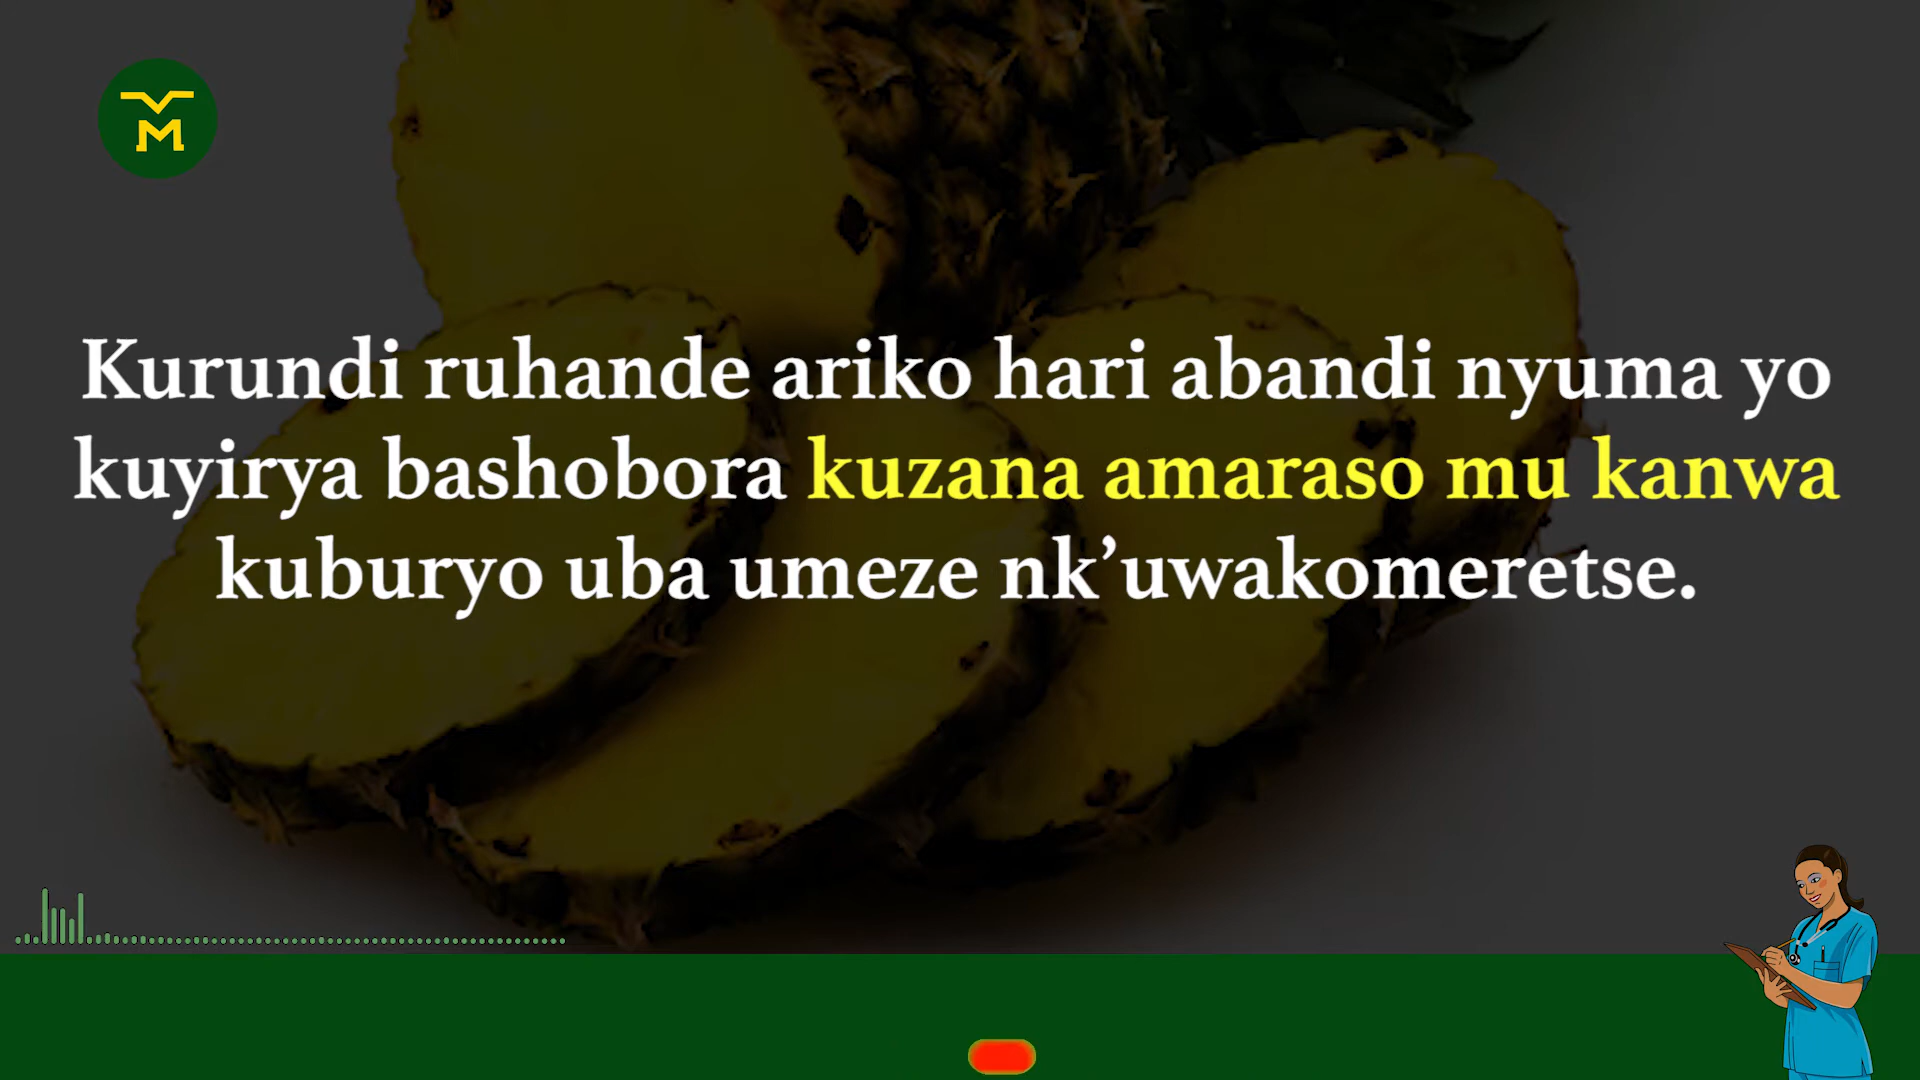 Kurundi ruhande ariko hari abandi nyuma yo
kuyirya bashobora kuzana amaraso mu kanwa
kuburyo uba umeze nk’uwakomeretse.